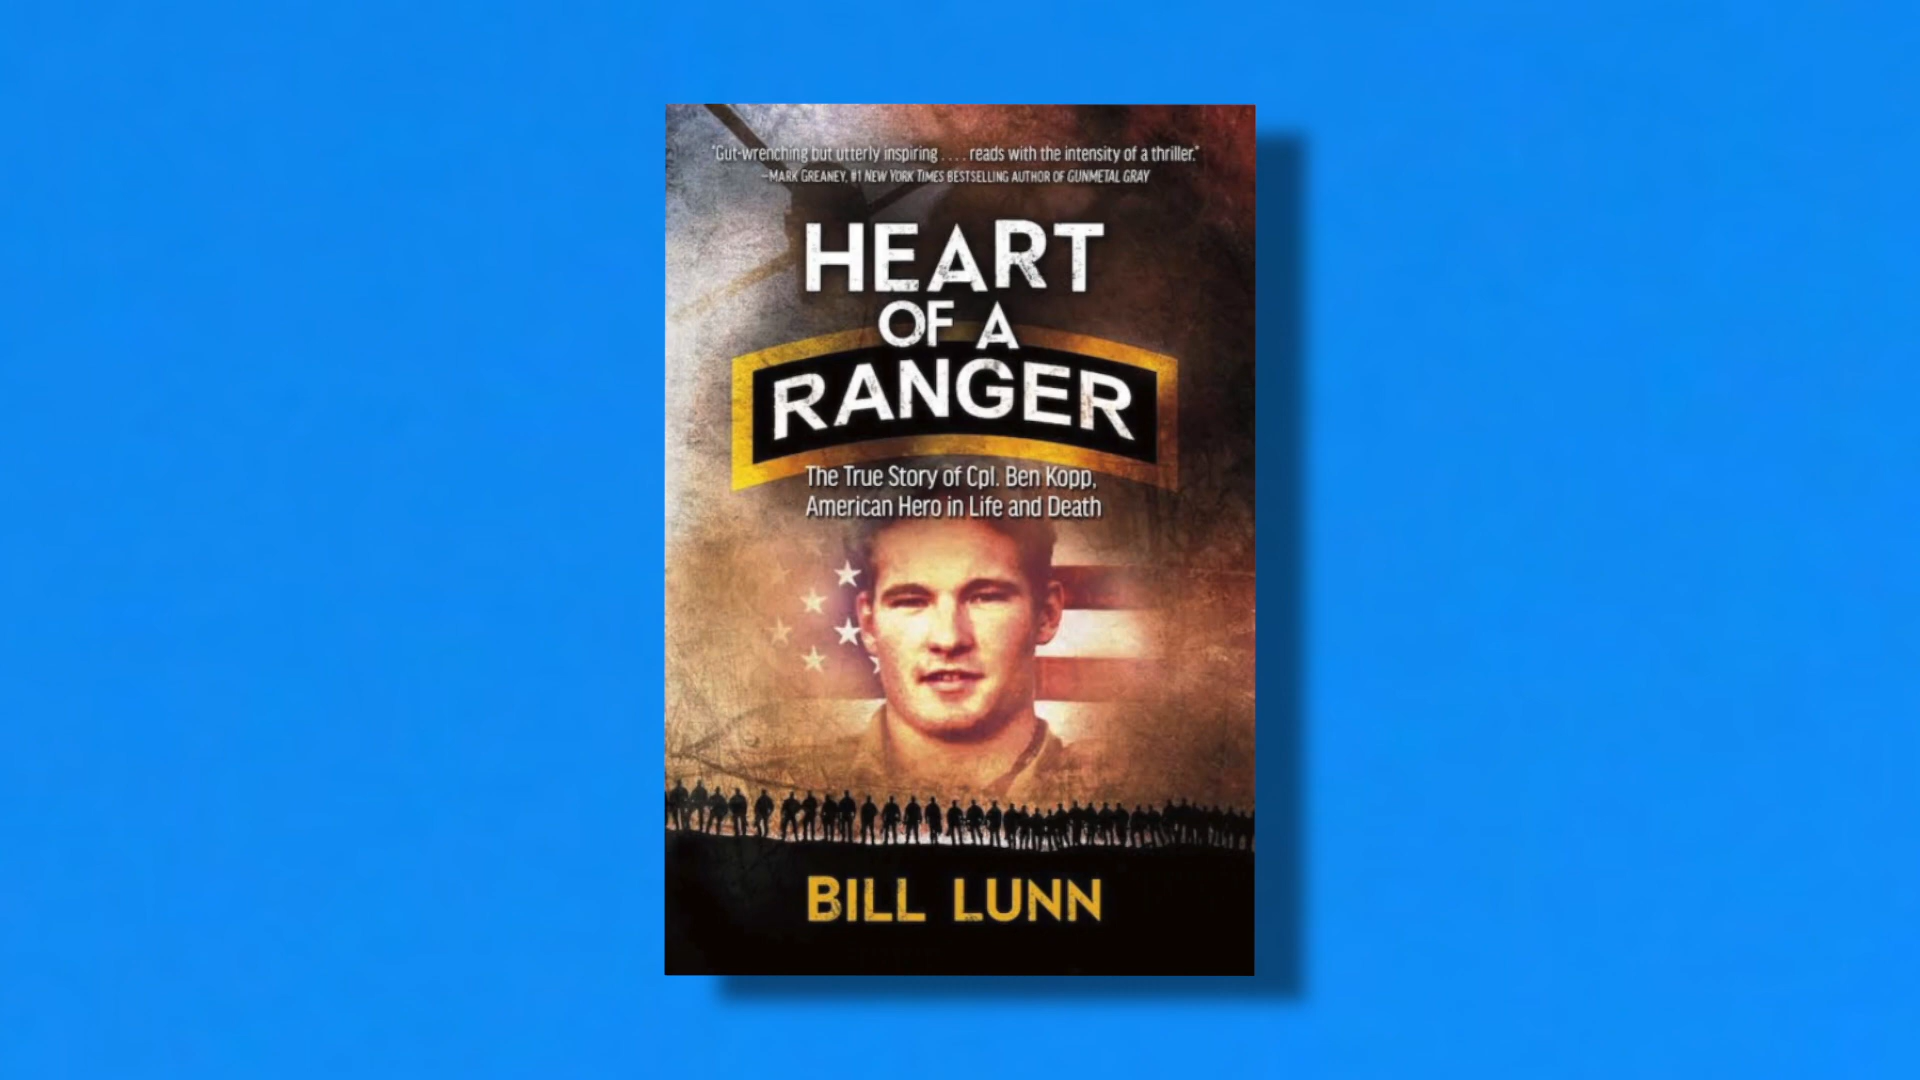 "Gut-wrenching but utterly inspiring . . . . reads with the intensity of a thriller."
—MARK GREANEY, #1 NEW YORK TIMES BESTSELLING AUTHOR OF GUNMETAL GRAY
HEART
OF A
RANGER
The True Story of Cpl. Ben Kopp,
American Hero in Life and Death
BILL LUNN